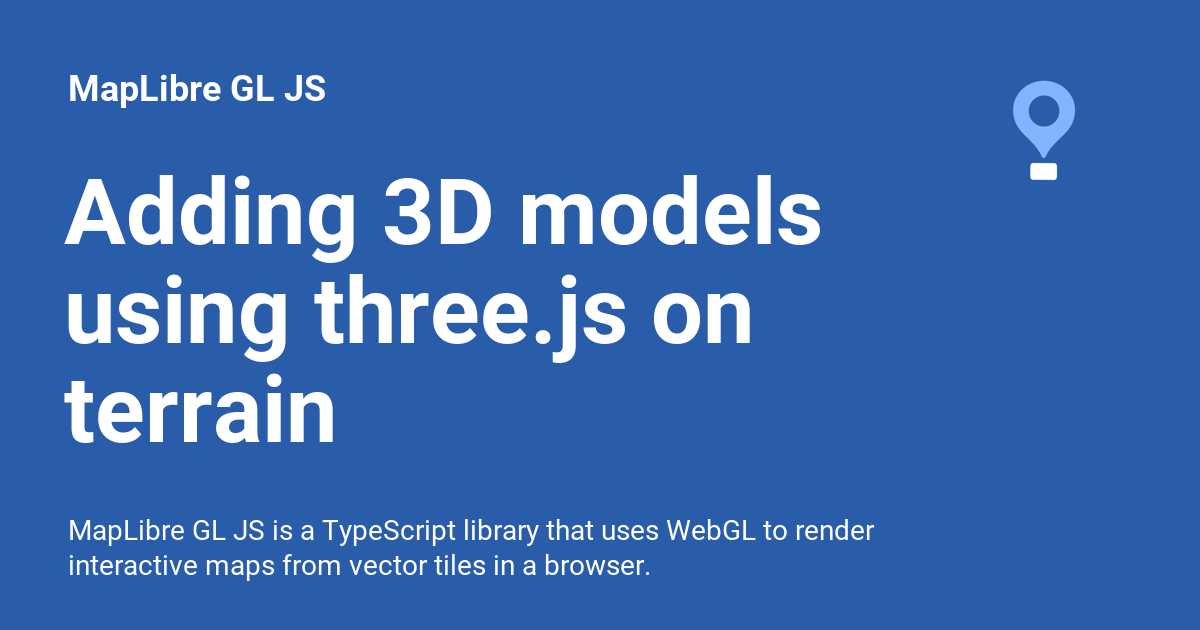 MapLibre GL JS
Adding 3D models
using three.js on
terrain
MapLibre GL JS is a TypeScript library that uses WebGL to render
interactive maps from vector tiles in a browser.